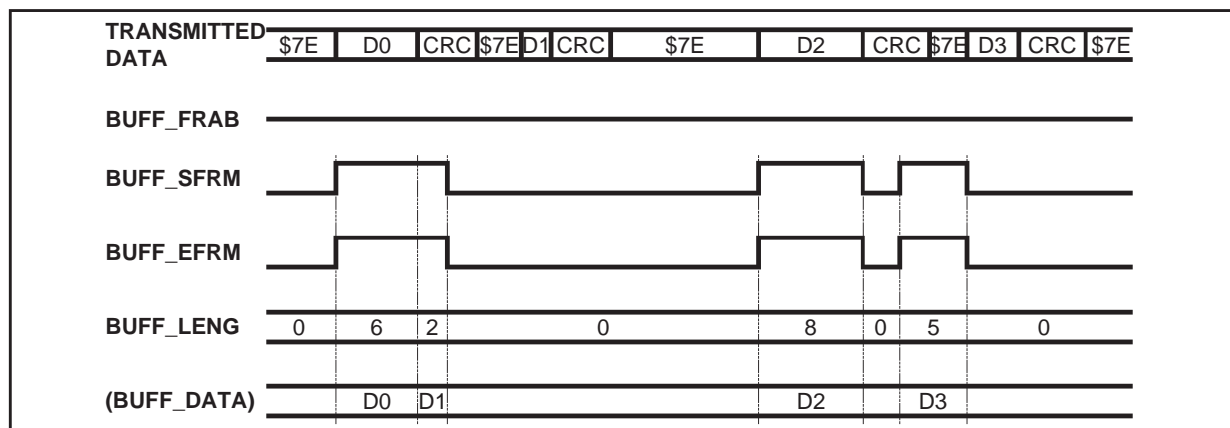 TRANSMITTED DATA
$7E D0 CRC $7E D1 CRC $7E D2 CRC $7E D3 CRC $7E
BUFF_FRAB
BUFF_SFRM
BUFF_EFRM
BUFF_LENG 0 6 2 0 8 0 5 0
(BUFF_DATA) D0 D1 D2 D3